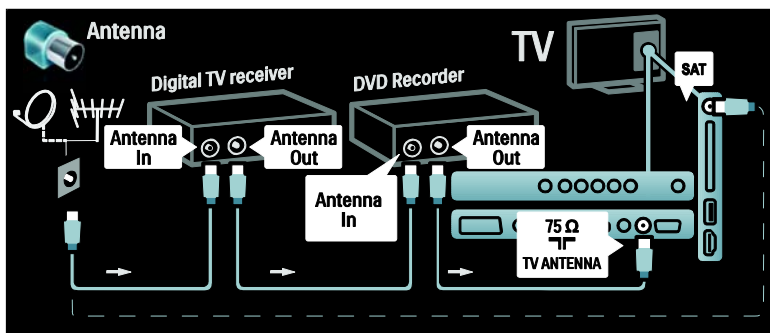 Antenna
TV
Digital TV receiver
DVD Recorder
SAT
Antenna
In
Antenna
Out
Antenna
In
Antenna
Out
75 Ω
TV ANTENNA